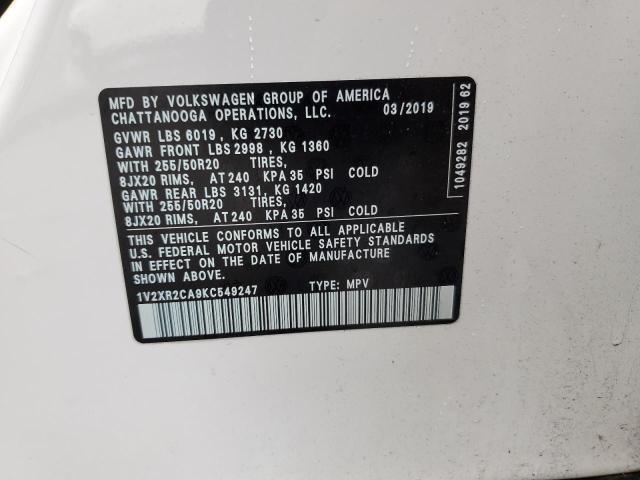 MFD BY VOLKSWAGEN GROUP OF AMERICA
CHATTANOOGA OPERATIONS, LLC. 03/2019
GVWR LBS 6019 , KG 2730
GAWR FRONT LBS 2998 , KG 1360
WITH 255/50R20 TIRES,
8JX20 RIMS, AT 240 KPA 35 PSI COLD
GAWR REAR LBS 3131, KG 1420
WITH 255/50R20 TIRES,
8JX20 RIMS, AT 240 KPA 35 PSI COLD
THIS VEHICLE CONFORMS TO ALL APPLICABLE
U.S. FEDERAL MOTOR VEHICLE SAFETY STANDARDS
IN EFFECT ON THE DATE OF MANUFACTURE
SHOWN ABOVE.
1V2XR2CA9KC549247 TYPE: MPV
1049282 2019 62